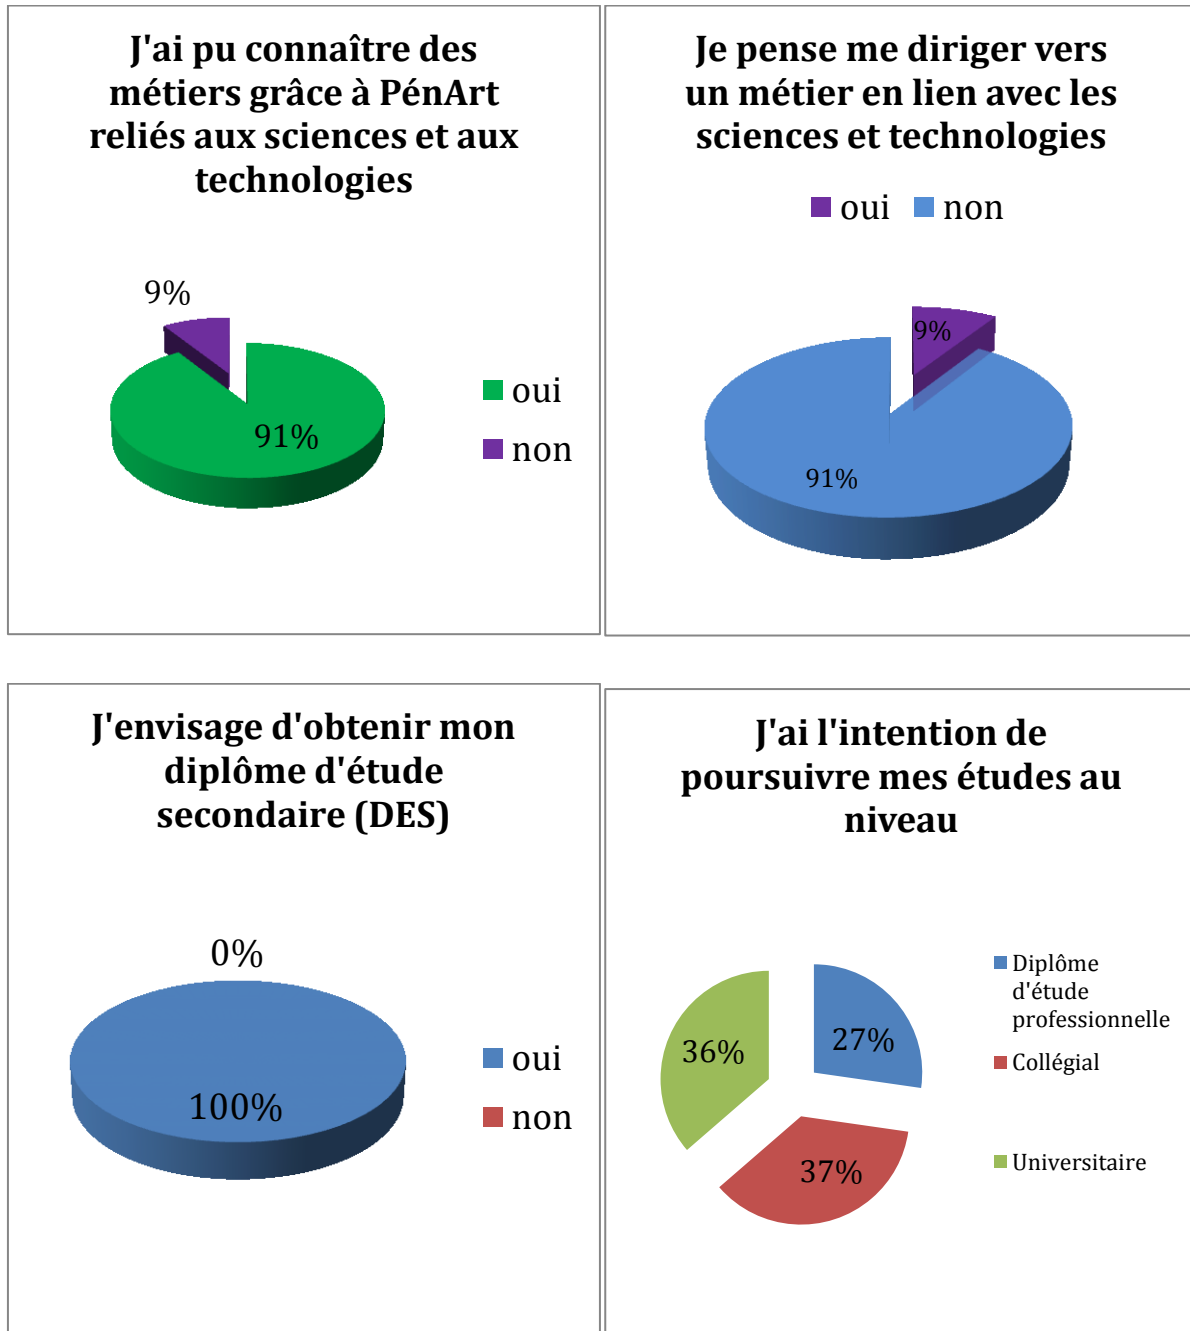 J'ai pu connaître des
métiers grâce à PénArt
reliés aux sciences et aux
technologies
9%
91%
oui
non
Je pense me diriger vers
un métier en lien avec les
sciences et technologies
oui non
9%
91%
J'envisage d'obtenir mon
diplôme d'étude
secondaire (DES)
0%
100%
oui
non
J'ai l'intention de
poursuivre mes études au
niveau
36%
27%
37%
Diplôme
d'étude
professionnelle
Collégial
Universitaire